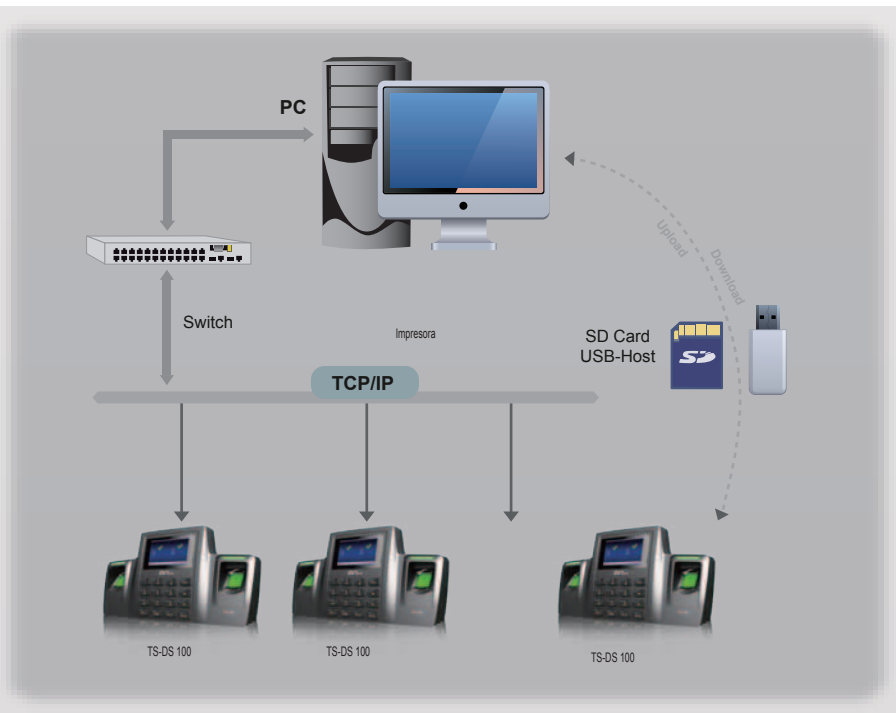 PC
Upload
Download
Switch
Impresora
SD Card
USB-Host
SD
TCP/IP
TS-DS 100
TS-DS 100
TS-DS 100